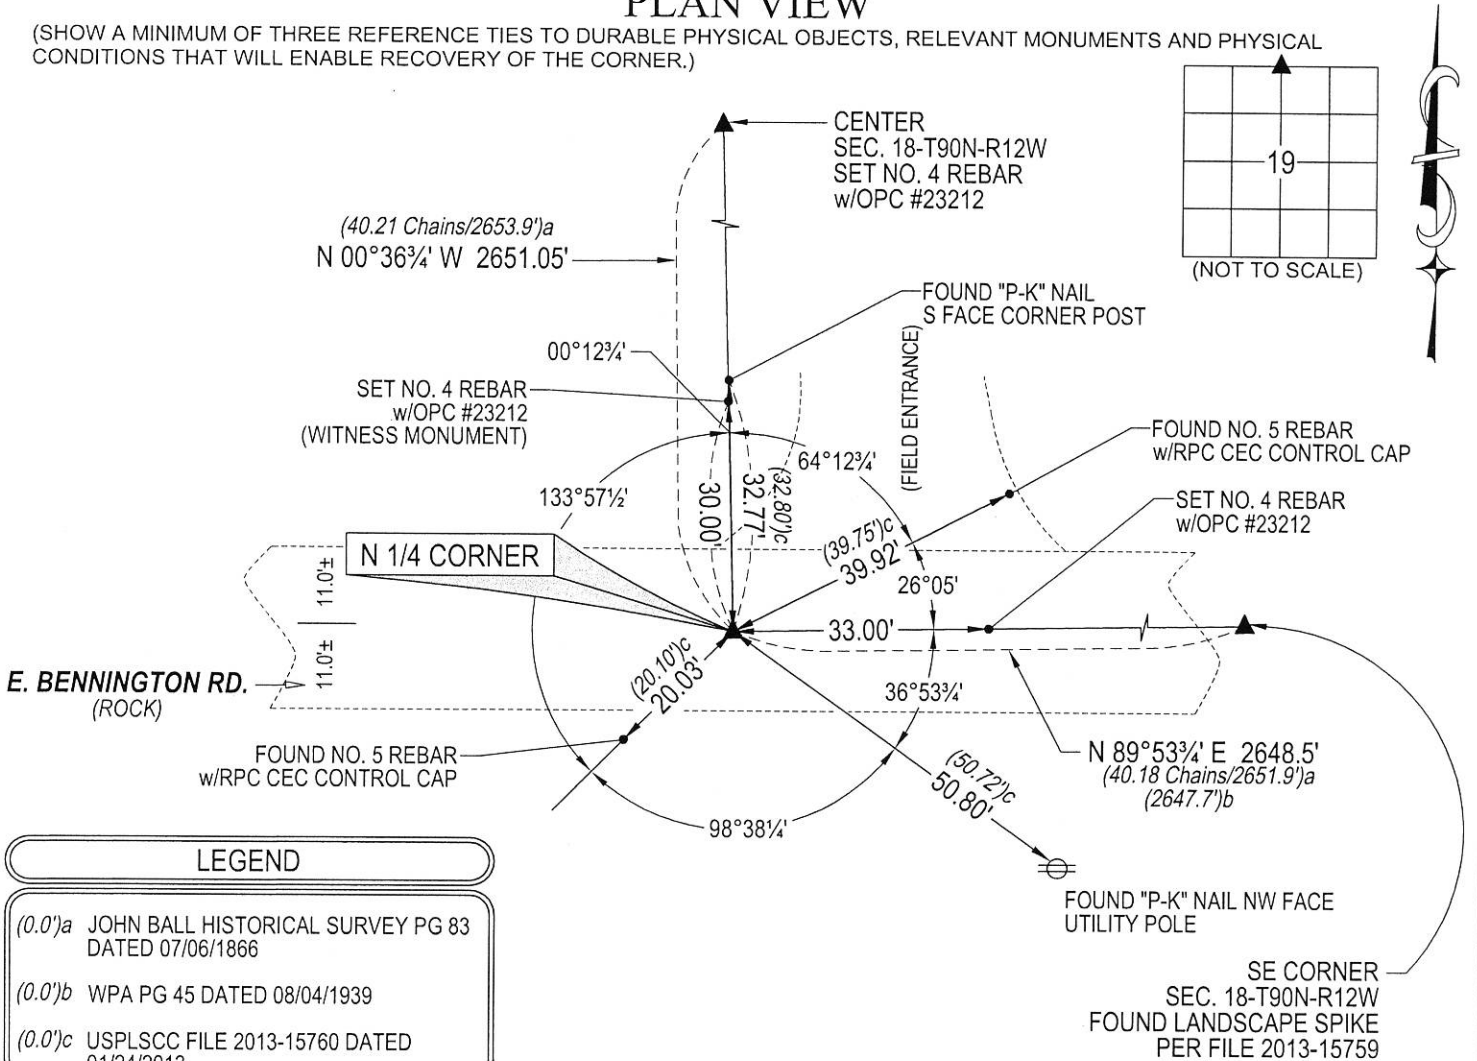 PLAN VIEW
(SHOW A MINIMUM OF THREE REFERENCE TIES TO DURABLE PHYSICAL OBJECTS, RELEVANT MONUMENTS AND PHYSICAL
CONDITIONS THAT WILL ENABLE RECOVERY OF THE CORNER.)
CENTER
SEC. 18-T90N-R12W
SET NO. 4 REBAR
w/OPC #23212
19
(NOT TO SCALE)
(40.21 Chains/2653.9')a
N 00°36¾' W 2651.05'
FOUND "P-K" NAIL
S FACE CORNER POST
00°12¾'
(FIELD ENTRANCE)
SET NO. 4 REBAR
w/OPC #23212
(WITNESS MONUMENT)
FOUND NO. 5 REBAR
w/RPC CEC CONTROL CAP
64°12¾'
133°57½'
30.00'
32.77'
(32.80')c
SET NO. 4 REBAR
w/OPC #23212
N 1/4 CORNER
(39.75')c
39.92'
26°05'
11.0'±
11.0'±
33.00'
E. BENNINGTON RD.
(ROCK)
(20.10')c
20.03'
36°53¾'
FOUND NO. 5 REBAR
w/RPC CEC CONTROL CAP
N 89°53¾' E 2648.5'
(40.18 Chains/2651.9')a
(2647.7')b
(50.72')c
50.80'
98°38¼'
FOUND "P-K" NAIL NW FACE
UTILITY POLE
SE CORNER
SEC. 18-T90N-R12W
FOUND LANDSCAPE SPIKE
PER FILE 2013-15759
LEGEND
(0.0')a JOHN BALL HISTORICAL SURVEY PG 83
DATED 07/06/1866
(0.0')b WPA PG 45 DATED 08/04/1939
(0.0')c USPLSCC FILE 2013-15760 DATED